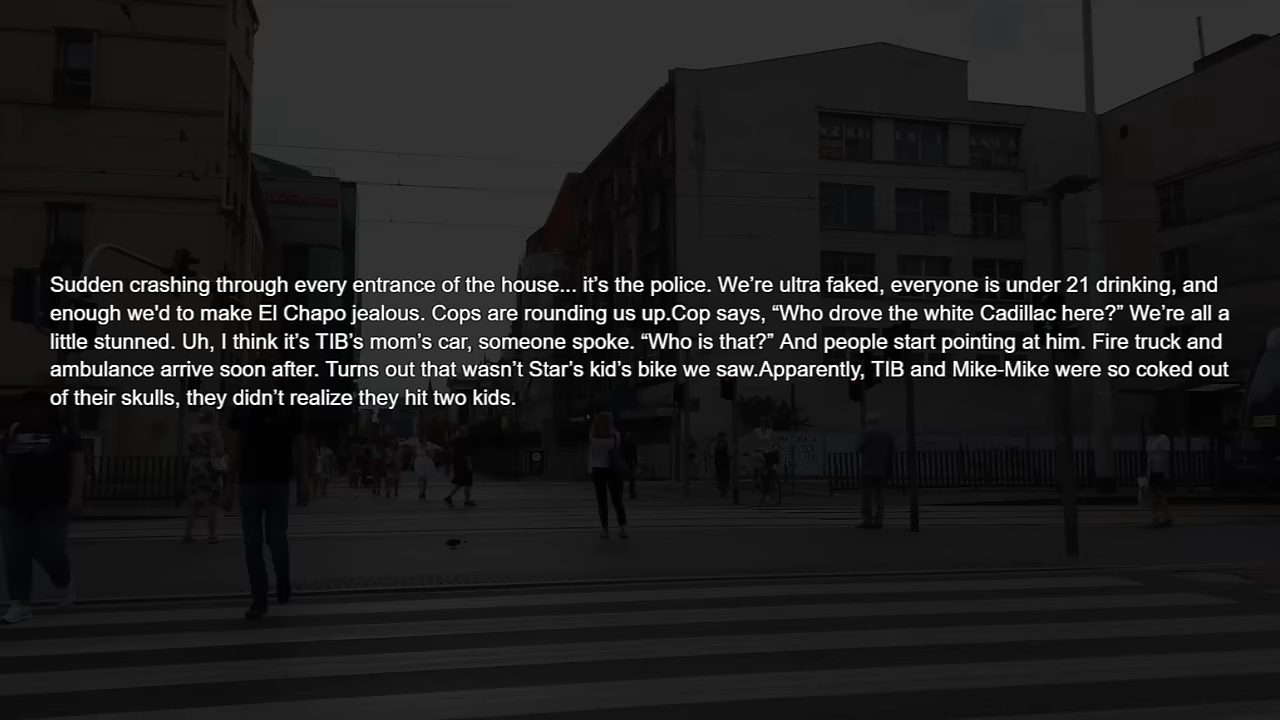 Sudden crashing through every entrance of the house... it's the police. We're ultra faked, everyone is under 21 drinking, and
enough we'd to make El Chapo jealous. Cops are rounding us up.Cop says, “Who drove the white Cadillac here?” We're all a
little stunned. Uh, I think it's TIB's mom's car, someone spoke. “Who is that?” And people start pointing at him. Fire truck and
ambulance arrive soon after. Turns out that wasn't Star's kid's bike we saw.Apparently, TIB and Mike-Mike were so coked out
of their skulls, they didn't realize they hit two kids.